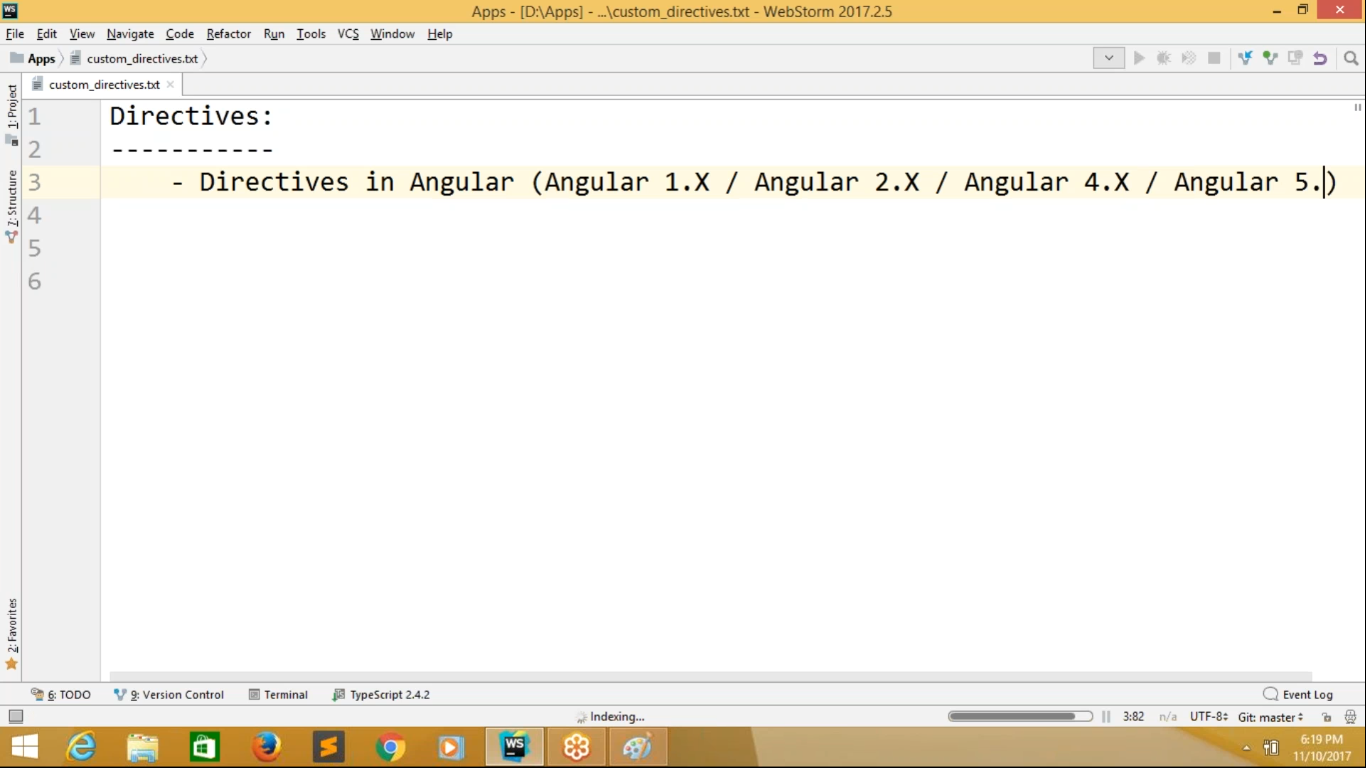 WS
Apps - [D:\Apps] - ...\custom_directives.txt - WebStorm 2017.2.5
File Edit View Navigate Code Refactor Run Tools VCS Window Help
Apps custom_directives.txt
custom_directives.txt
1: Project
7: Structure
2: Favorites
1 Directives:
2 -----------
3 - Directives in Angular (Angular 1.X / Angular 2.X / Angular 4.X / Angular 5.)
4
5
6
6: TODO 9: Version Control Terminal TypeScript 2.4.2 Event Log
Indexing... 3:82 n/a UTF-8 Git: master
WS
6:19 PM
11/10/2017